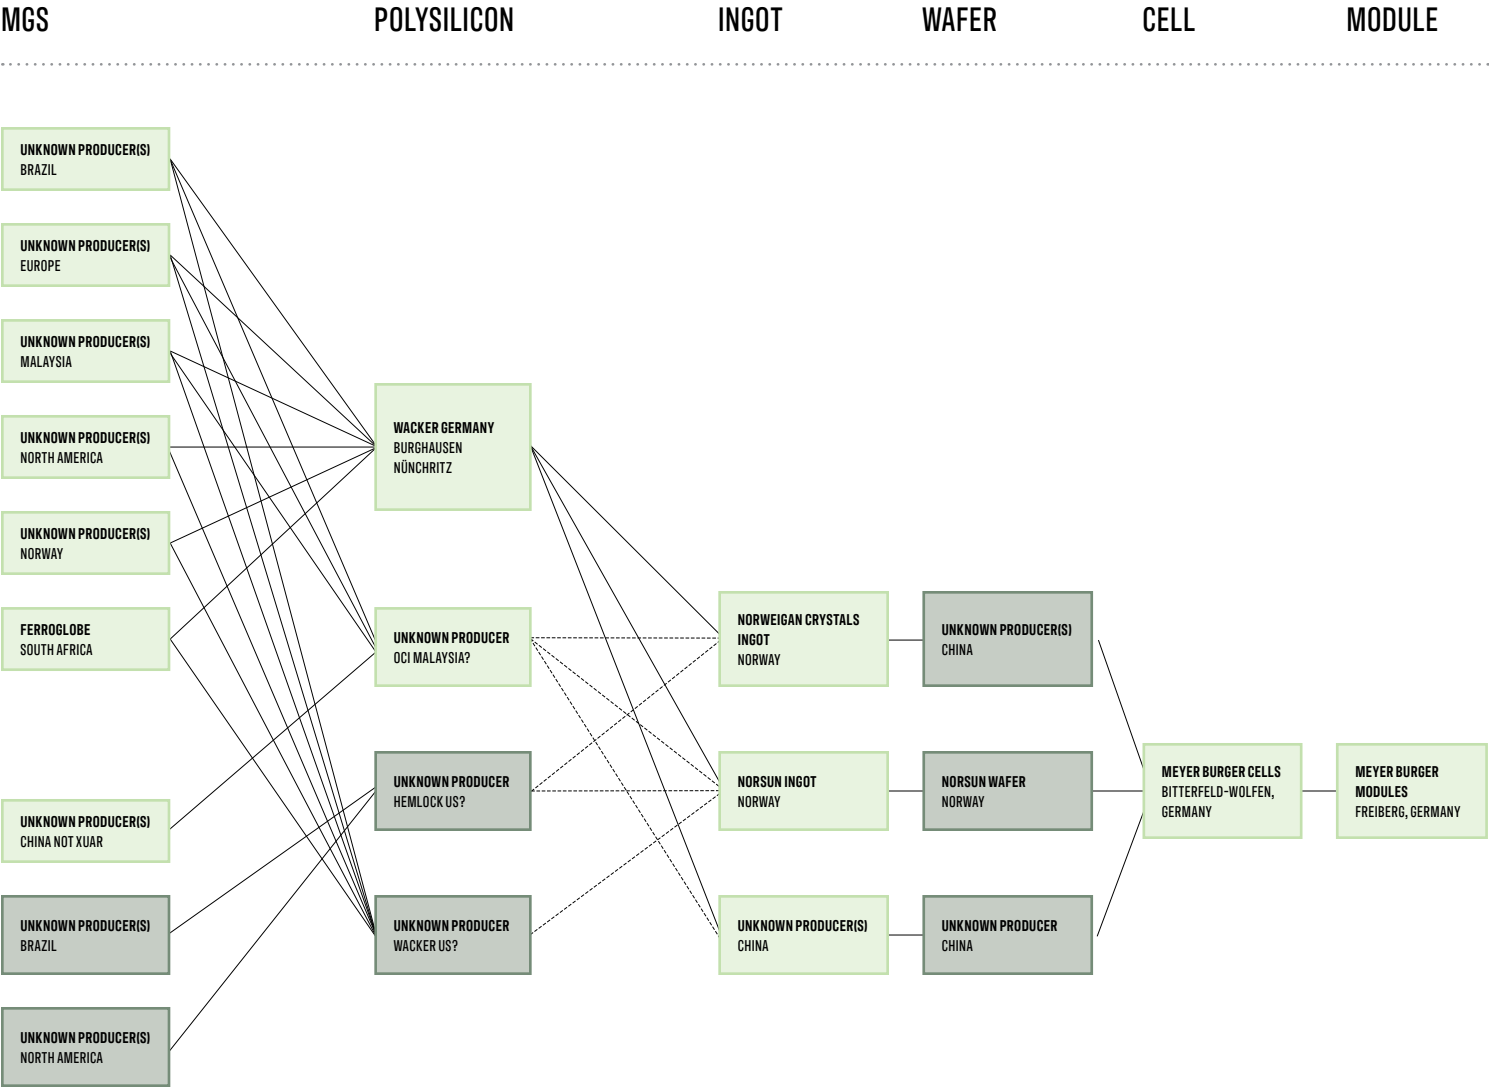 MGS
POLYSILICON
INGOT
WAFER
CELL
MODULE
UNKNOWN PRODUCER(S)
BRAZIL
UNKNOWN PRODUCER(S)
EUROPE
UNKNOWN PRODUCER(S)
MALAYSIA
UNKNOWN PRODUCER(S)
NORTH AMERICA
UNKNOWN PRODUCER(S)
NORWAY
FERROGLOBE
SOUTH AFRICA
UNKNOWN PRODUCER(S)
CHINA NOT XUAR
UNKNOWN PRODUCER(S)
BRAZIL
UNKNOWN PRODUCER(S)
NORTH AMERICA
WACKER GERMANY
BURGHAUSEN
NÜNCHRITZ
UNKNOWN PRODUCER
OCI MALAYSIA?
UNKNOWN PRODUCER
HEMLOCK US?
UNKNOWN PRODUCER
WACKER US?
NORWEIGAN CRYSTALS
INGOT
NORWAY
NORSUN INGOT
NORWAY
UNKNOWN PRODUCER(S)
CHINA
UNKNOWN PRODUCER(S)
CHINA
NORSUN WAFER
NORWAY
UNKNOWN PRODUCER
CHINA
MEYER BURGER CELLS
BITTERFELD-WOLFEN,
GERMANY
MEYER BURGER
MODULES
FREIBERG, GERMANY